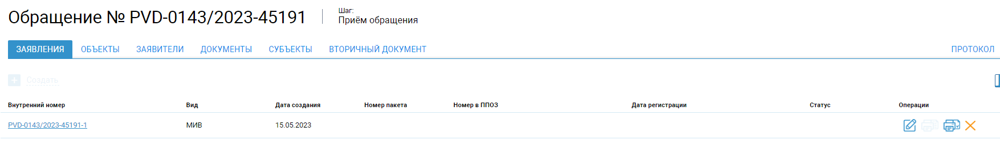 Обращение № PVD-0143/2023-45191
Шаг:
Приём обращения
ЗАЯВЛЕНИЯ ОБЪЕКТЫ ЗАЯВИТЕЛИ ДОКУМЕНТЫ СУБЪЕКТЫ ВТОРИЧНЫЙ ДОКУМЕНТ ПРОТОКОЛ
Создать
Внутренний номер Вид Дата создания Номер пакета Номер в ППОЗ Дата регистрации Статус Операции
PVD-0143/2023-45191-1 МИВ 15.05.2023